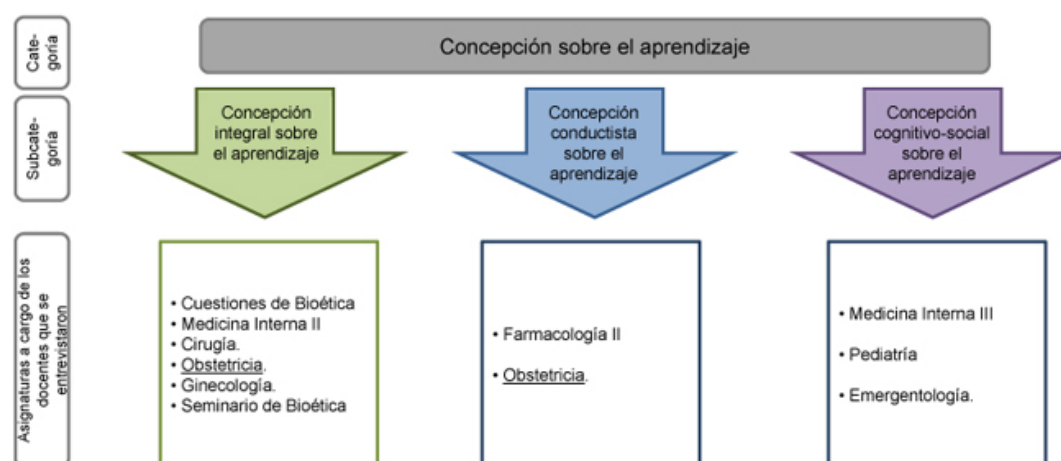 Cate-
goría
Concepción sobre el aprendizaje
Subcate-
goría
Concepción
integral sobre
el aprendizaje
Concepción
conductista
sobre el
aprendizaje
Concepción
cognitivo-social
sobre el
aprendizaje
Asignaturas a cargo de los
docentes que se
entrevistaron
• Cuestiones de Bioética
• Medicina Interna II
• Cirugía.
• Obstetricia.
• Ginecología.
• Seminario de Bioética
• Farmacología II
• Obstetricia.
• Medicina Interna III
• Pediatría
• Emergentología.